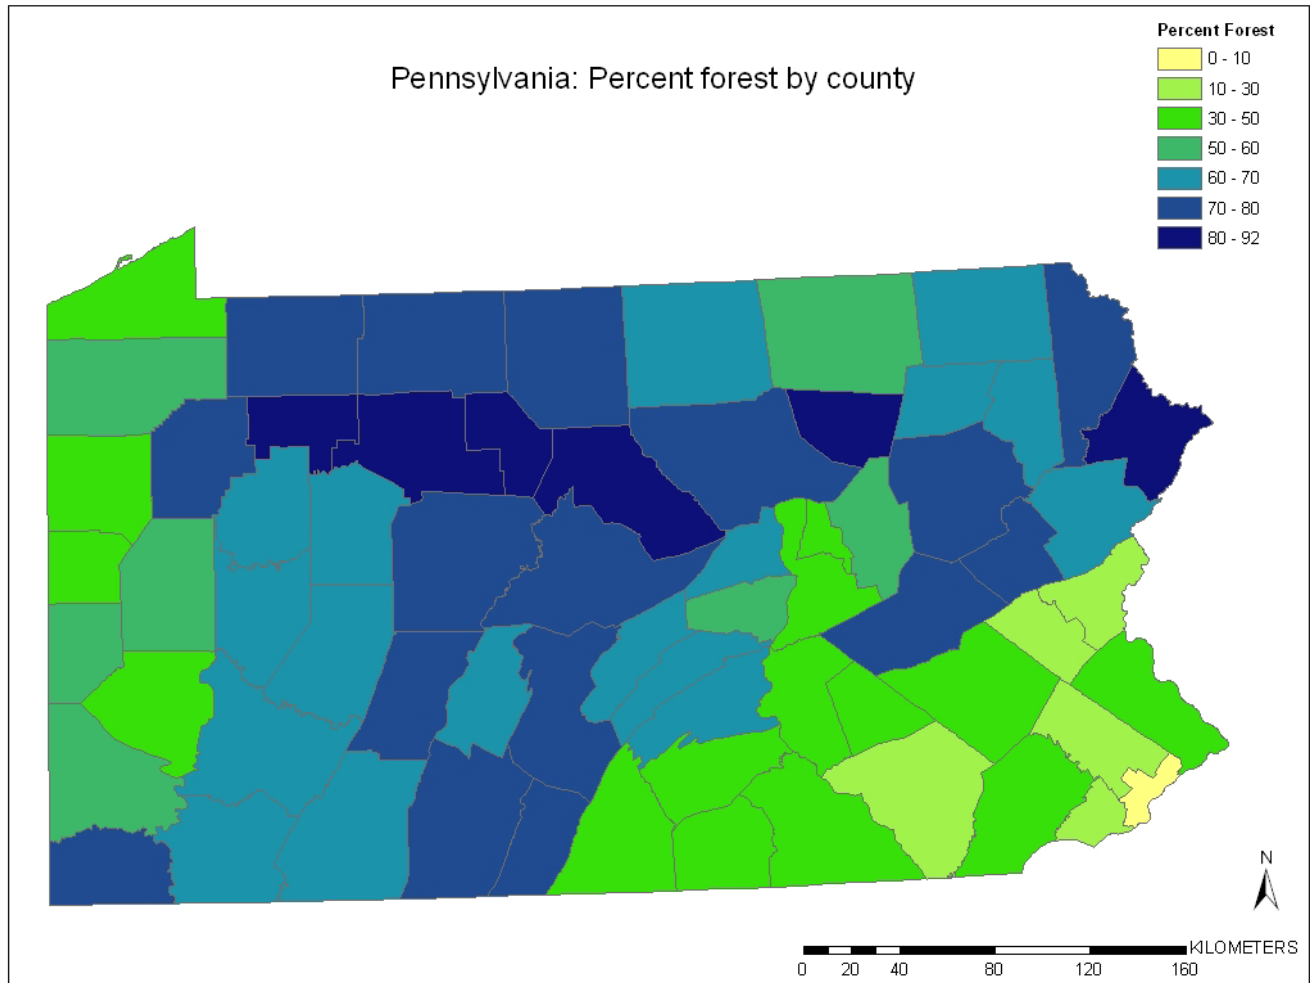 Percent Forest
0 - 10
10 - 30
30 - 50
50 - 60
60 - 70
70 - 80
80 - 92
Pennsylvania: Percent forest by county
N
KILOMETERS
0 20 40 80 120 160